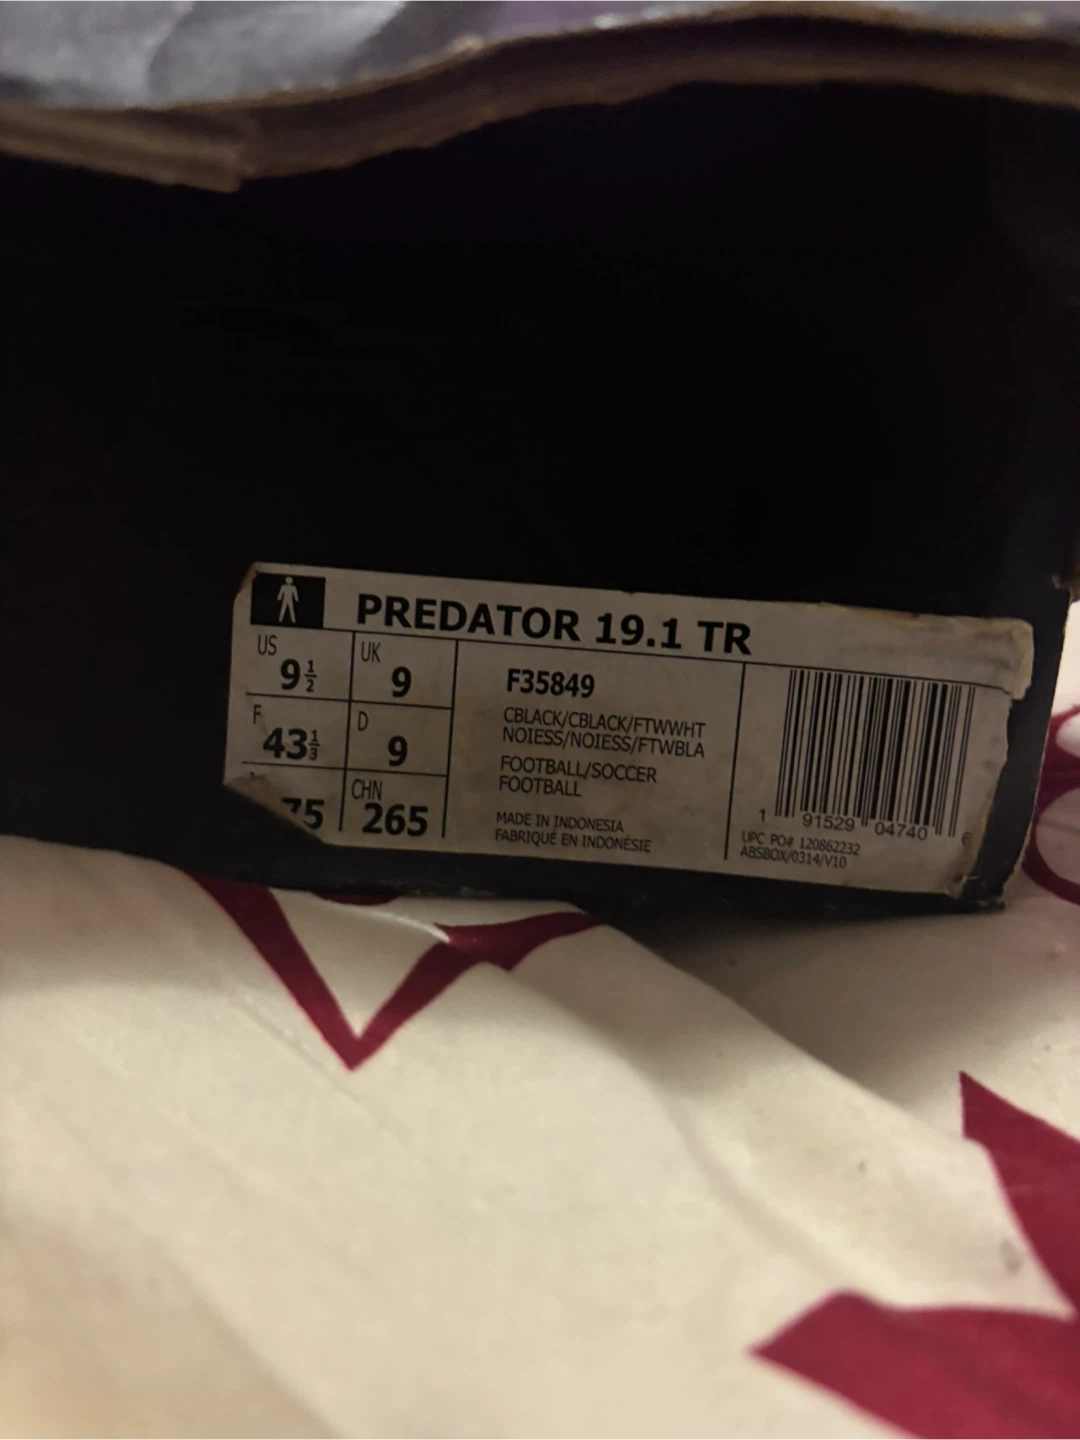 PREDATOR 19.1 TR
US
9½
UK
9
F
43⅓
D
9
75
CHN
265
F35849
CBLACK/CBLACK/FTWWHT
NOIESS/NOIESS/FTWBLA
FOOTBALL/SOCCER
FOOTBALL
MADE IN INDONESIA
FABRIQUÉ EN INDONÉSIE
1 91529 04740 6
UPC PO# 120862232
ABSBOX/0314/V10